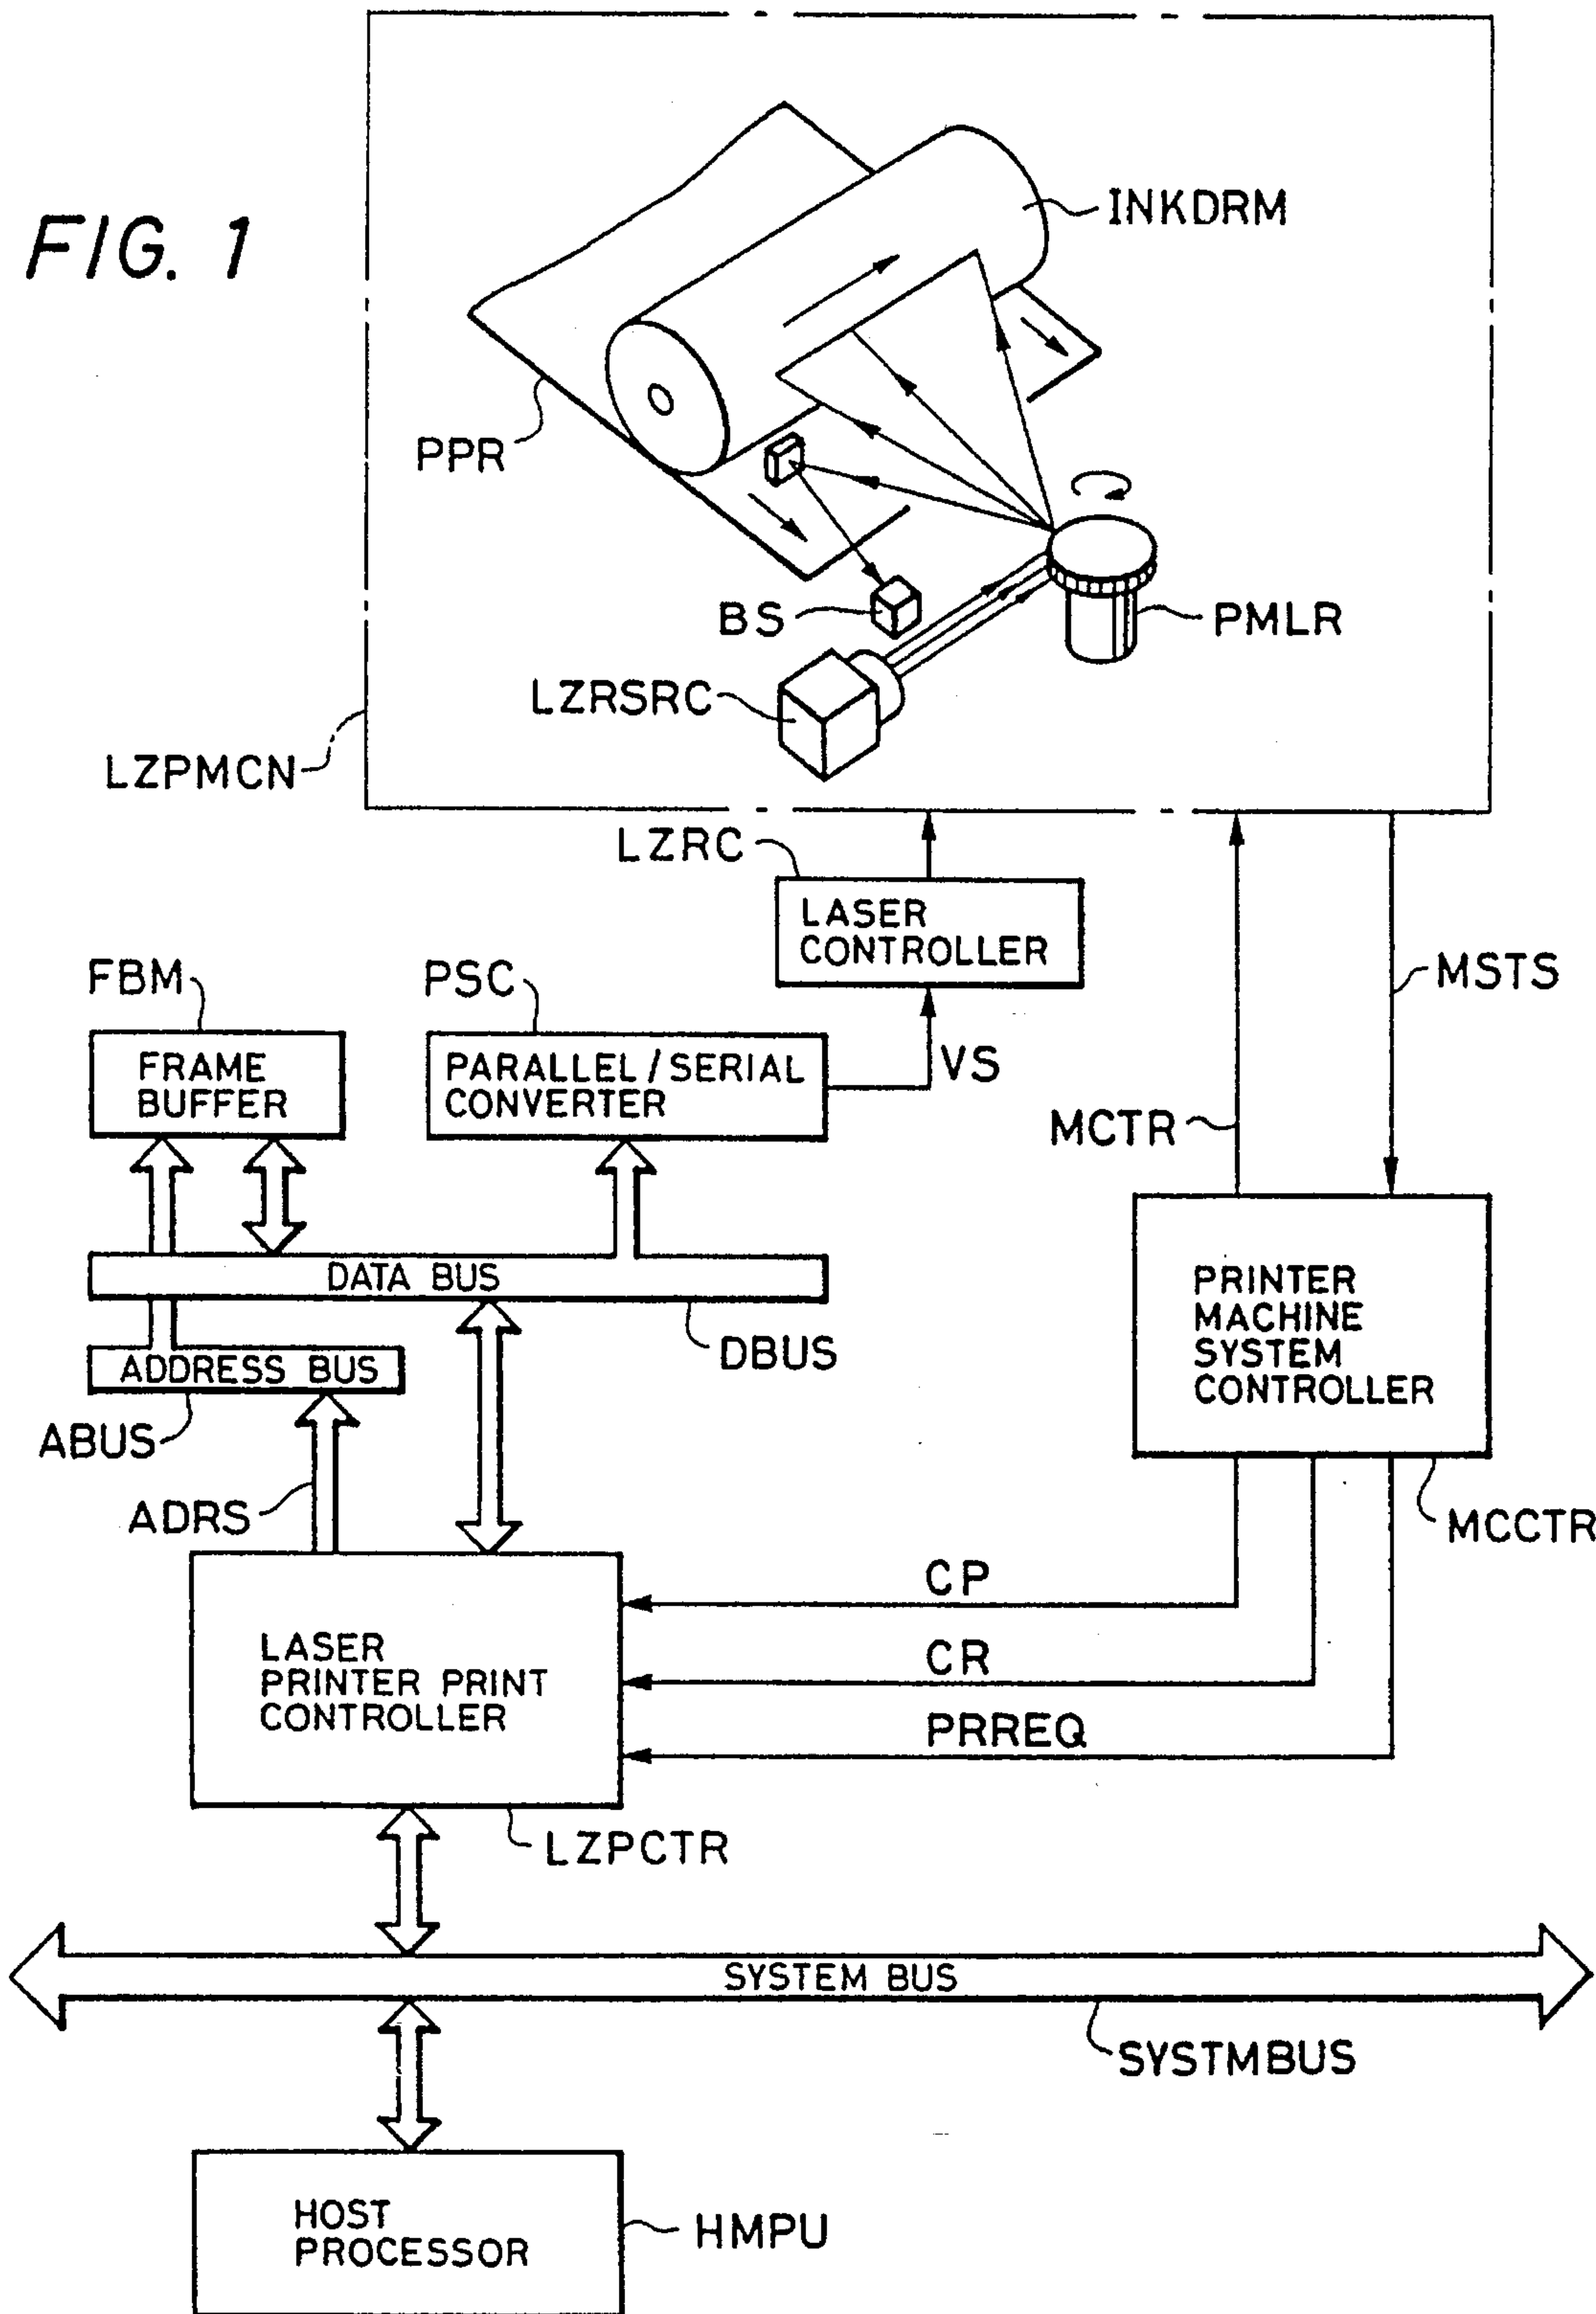 FIG. 1
INKDRM
PPR
BS
PMLR
LZRSRC
LZPMCN
LZRC
LASER
CONTROLLER
FBM
PSC
MSTS
FRAME
BUFFER
PARALLEL/SERIAL
CONVERTER
VS
MCTR
DATA BUS
PRINTER
MACHINE
SYSTEM
CONTROLLER
DBUS
ADDRESS BUS
ABUS
ADRS
MCCTR
CP
LASER
PRINTER PRINT
CONTROLLER
CR
PRREQ
LZPCTR
SYSTEM BUS
SYSTMBUS
HOST
PROCESSOR
HMPU